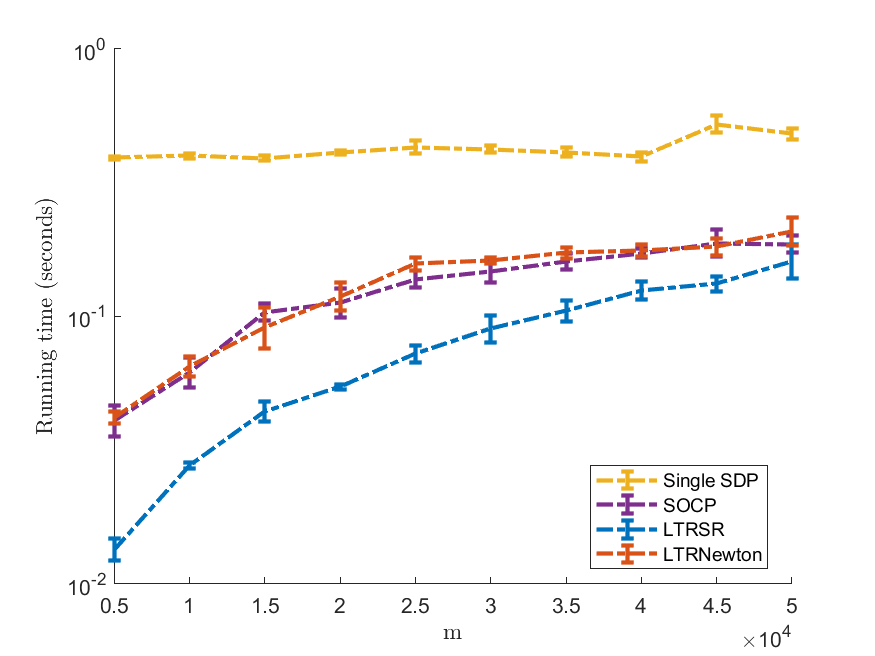 10^0
10^-1
10^-2
Running time (seconds)
0.5 1 1.5 2 2.5 3 3.5 4 4.5 5
m
×10^4
Single SDP
SOCP
LTRSR
LTRNewton